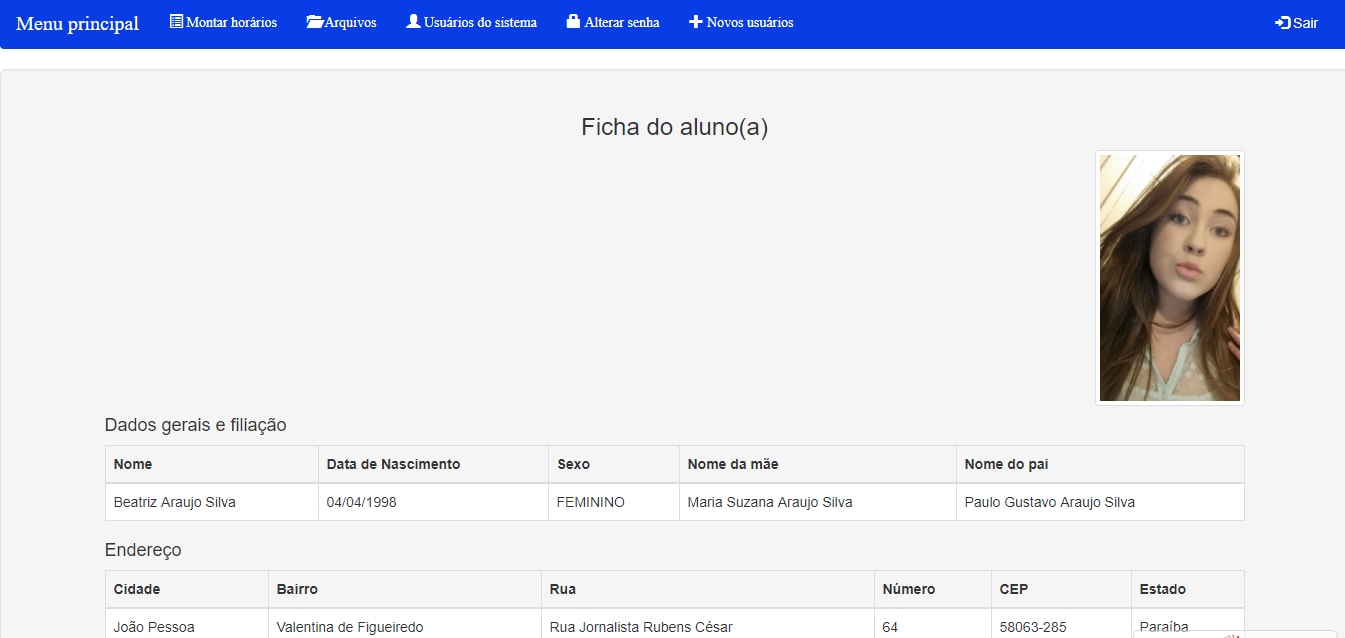 Menu principal Montar horários Arquivos Usuários do sistema Alterar senha Novos usuários Sair
Ficha do aluno(a)
Dados gerais e filiação
Nome Data de Nascimento Sexo Nome da mãe Nome do pai
Beatriz Araujo Silva 04/04/1998 FEMININO Maria Suzana Araujo Silva Paulo Gustavo Araujo Silva
Endereço
Cidade Bairro Rua Número CEP Estado
João Pessoa Valentina de Figueiredo Rua Jornalista Rubens César 64 58063-285 Paraíba